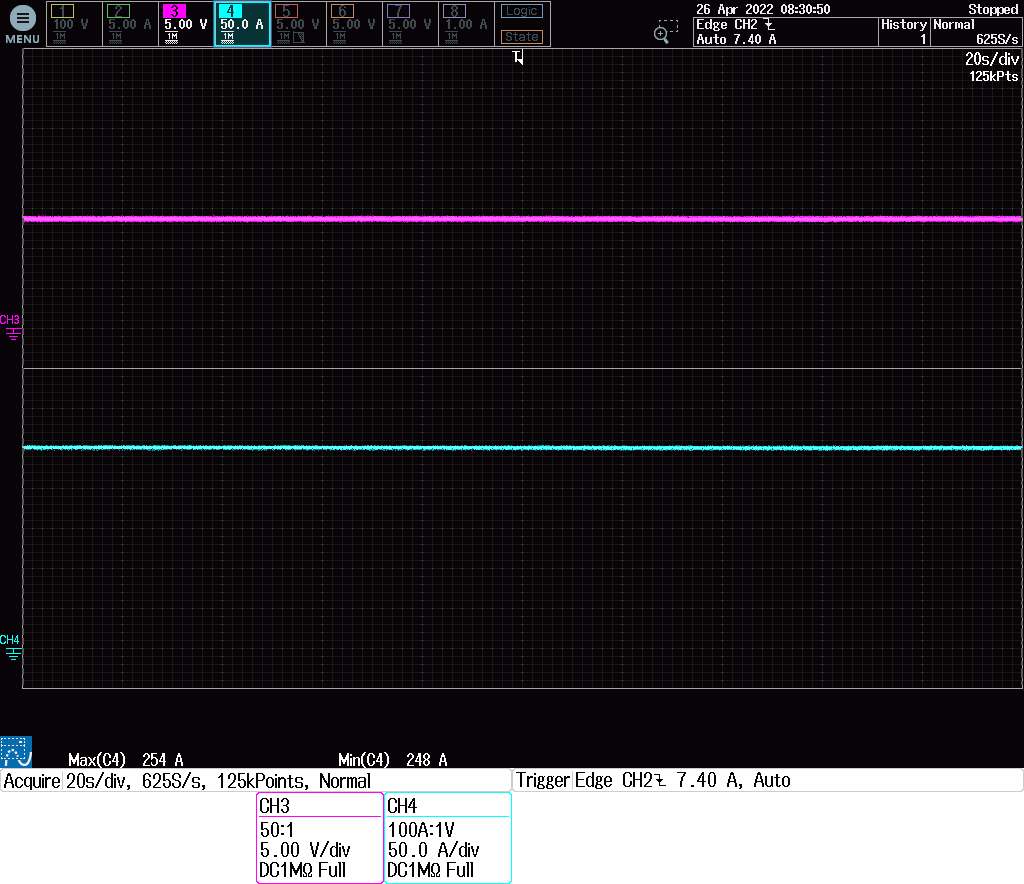 MENU
1 100 V 1M
2 5.00 A 1M
3 5.00 V 1M
4 50.0 A 1M
5 5.00 V 1M
6 5.00 V 1M
7 5.00 V 1M
8 1.00 A 1M
Logic
State
26 Apr 2022 08:30:50 Stopped
Edge CH2 History Normal
Auto 7.40 A 1 625S/s
T 20s/div
125kPts
CH3
CH4
Max(C4) 254 A Min(C4) 248 A
Acquire 20s/div, 625S/s, 125kPoints, Normal Trigger Edge CH2 7.40 A, Auto
CH3
50:1
5.00 V/div
DC1MΩ Full
CH4
100A:1V
50.0 A/div
DC1MΩ Full